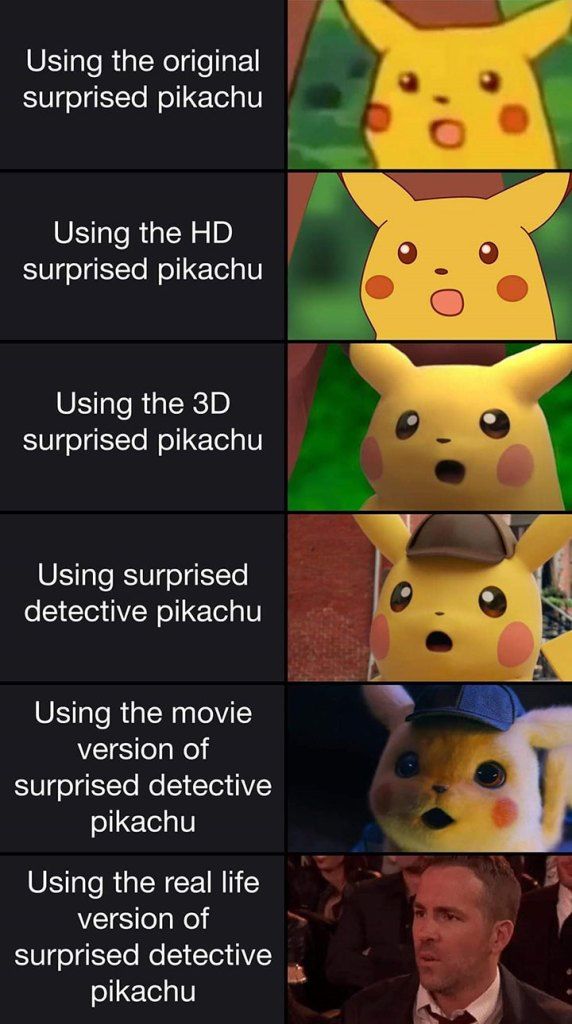 Using the original
surprised pikachu
Using the HD
surprised pikachu
Using the 3D
surprised pikachu
Using surprised
detective pikachu
Using the movie
version of
surprised detective
pikachu
Using the real life
version of
surprised detective
pikachu